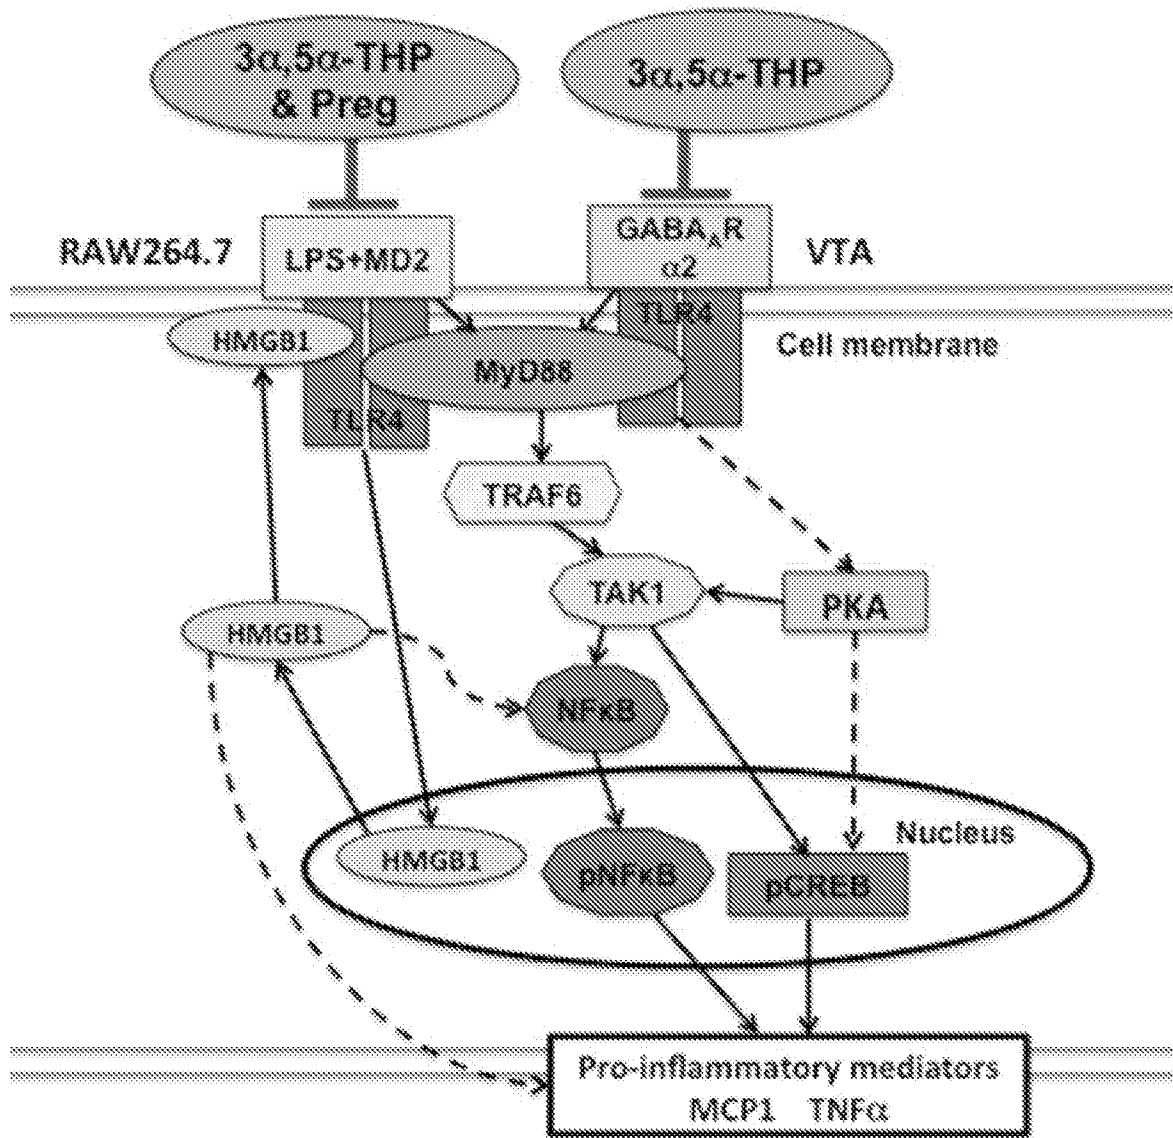 3α,5α-THP
& Preg
3α,5α-THP
RAW264.7
LPS+MD2
GABA_AR
α2
VTA
HMGB1
TLR4
TLR4
MyD88
Cell membrane
TRAF6
TAK1
PKA
HMGB1
NFκB
Nucleus
HMGB1
pNFκB
pCREB
Pro-inflammatory mediators
MCP1 TNFα